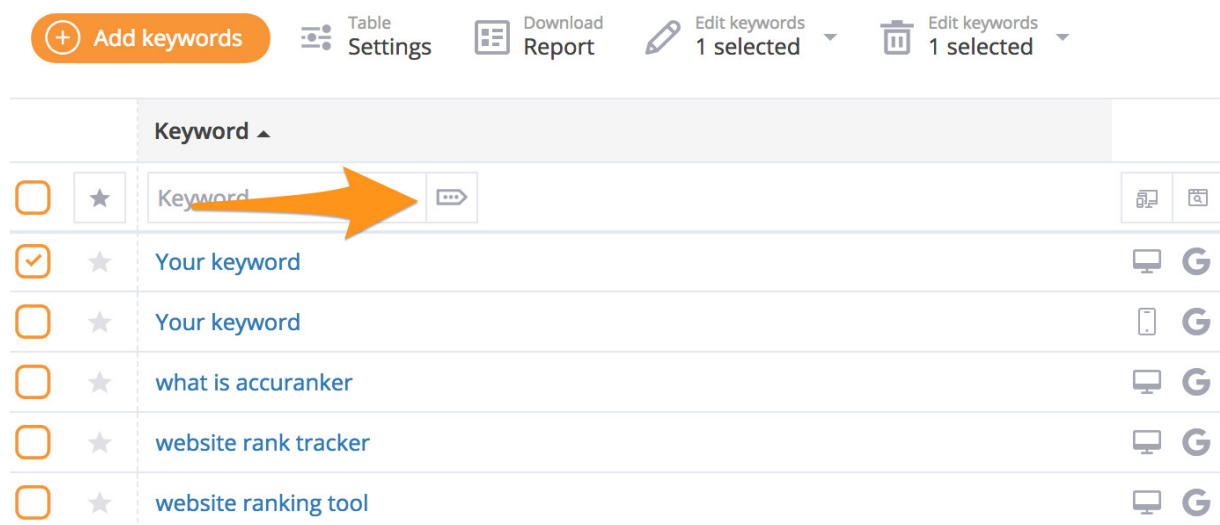 Add keywords
Table
Settings
Download
Report
Edit keywords
1 selected
Edit keywords
1 selected
Keyword
Keyword
Your keyword
Your keyword
what is accuranker
website rank tracker
website ranking tool